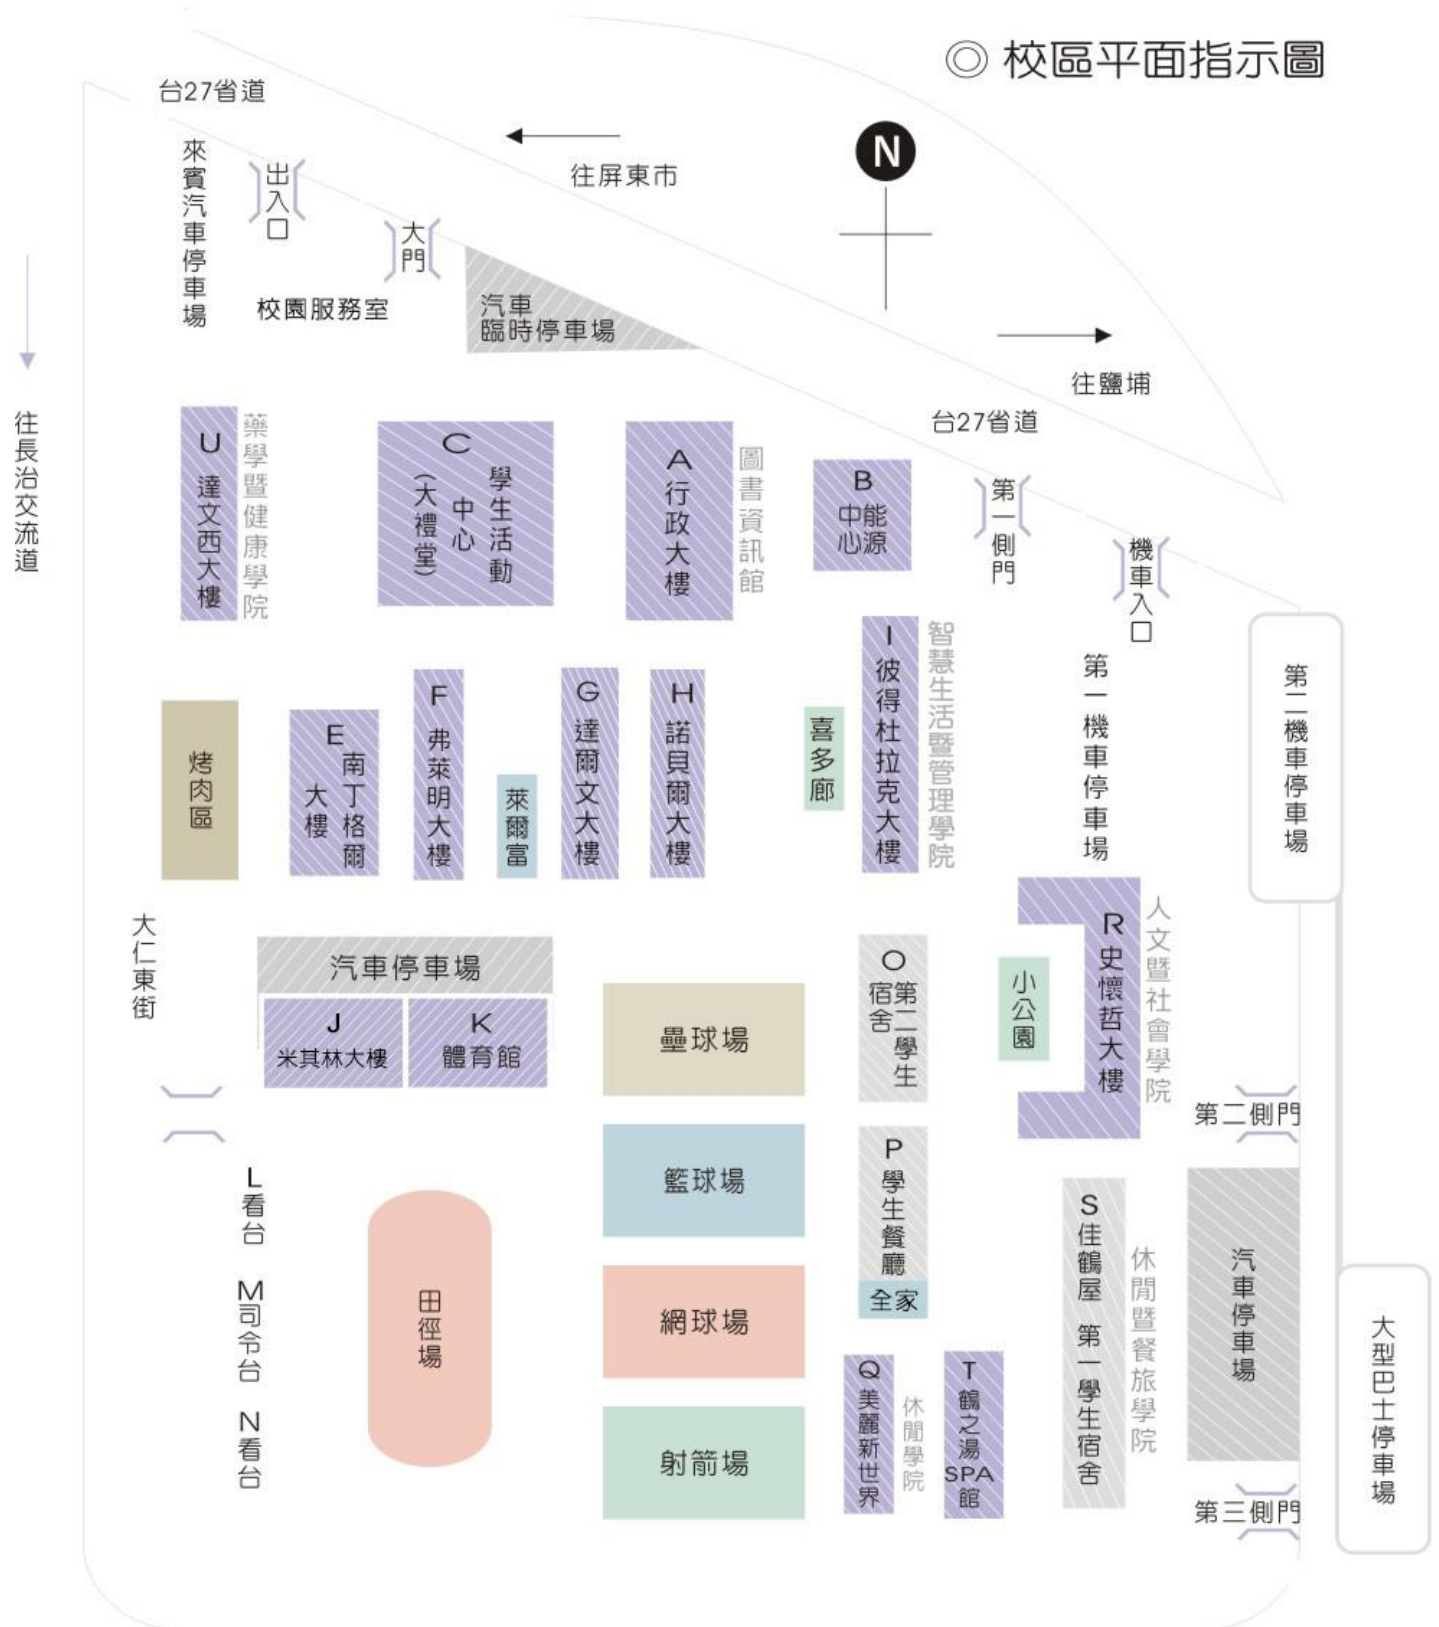 ◎ 校區平面指示圖
台27省道
往屏東市
N
來賓汽車停車場
出入口
大門
校園服務室
汽車
臨時停車場
往鹽埔
台27省道
往長治交流道
U
達文西大樓
藥學暨健康學院
C
學生活動
中心
(大禮堂)
A
行政大樓
圖書資訊館
B
能源
中心
第一側門
機車入口
I
彼得杜拉克大樓
智慧生活暨管理學院
第一機車停車場
第二機車停車場
烤肉區
E
南丁格爾
大樓
F
弗萊明大樓
萊爾富
G
達爾文大樓
H
諾貝爾大樓
喜多廊
大仁東街
汽車停車場
J
米其林大樓
K
體育館
壘球場
O
第二學生
宿舍
小公園
R
史懷哲大樓
人文暨社會學院
第二側門
L
看台
M
司令台
N
看台
田徑場
籃球場
網球場
射箭場
P
學生餐廳
全家
Q
美麗新世界
休閒學院
T
鶴之湯
SPA
館
S
佳鶴屋 第一學生宿舍
休閒暨餐旅學院
汽車停車場
第三側門
大型巴士停車場